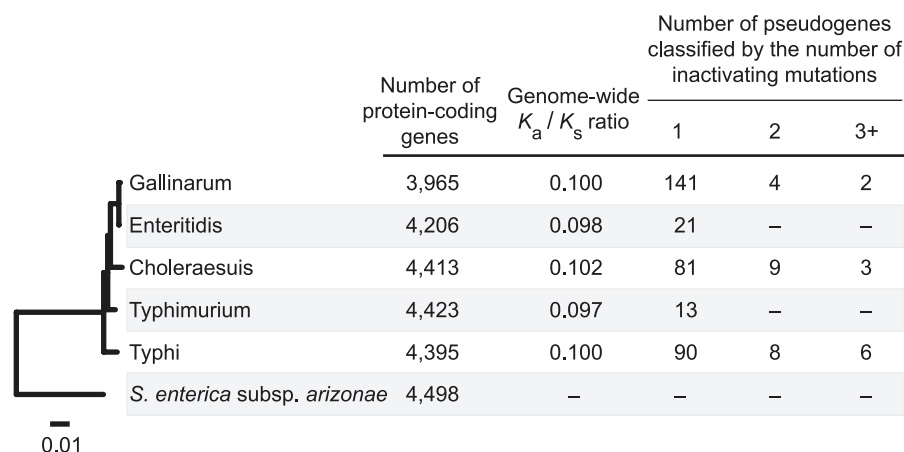 Number of pseudogenes
classified by the number of
inactivating mutations
Number of
protein-coding
genes
Genome-wide
Ka / Ks ratio
1 2 3+
Gallinarum 3,965 0.100 141 4 2
Enteritidis 4,206 0.098 21 – –
Choleraesuis 4,413 0.102 81 9 3
Typhimurium 4,423 0.097 13 – –
Typhi 4,395 0.100 90 8 6
S. enterica subsp. arizonae 4,498 – – – –
0.01